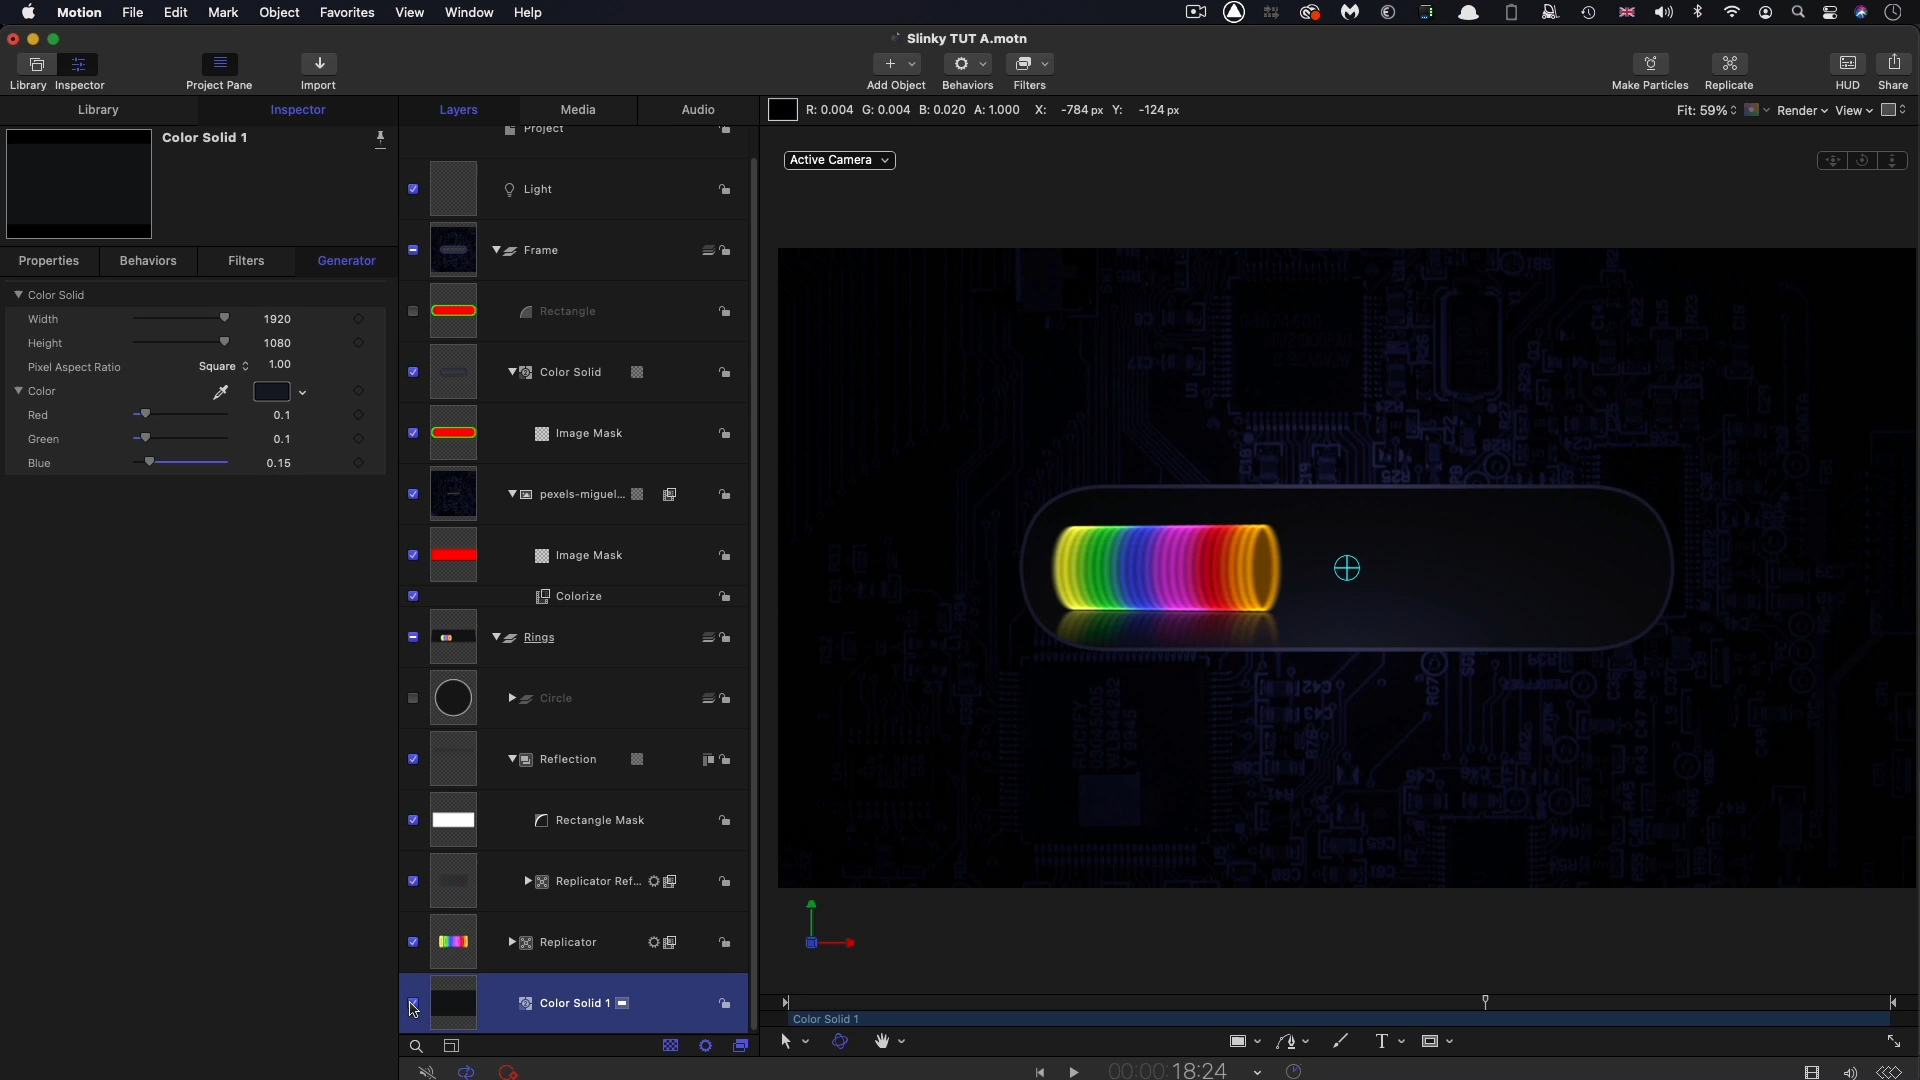 Motion File Edit Mark Object Favorites View Window Help
Slinky TUT A.motn
Library Inspector Project Pane Import Add Object Behaviors Filters Make Particles Replicate HUD Share
Library Inspector Layers Media Audio R: 0.004 G: 0.004 B: 0.020 A: 1.000 X: -784 px Y: -124 px Fit: 59% Render View
Color Solid 1
Project
Active Camera
Light
Properties Behaviors Filters Generator
Frame
Color Solid
Width 1920
Rectangle
Height 1080
Pixel Aspect Ratio Square 1.00
Color Solid
Color
Red 0.1
Green 0.1
Image Mask
Blue 0.15
pexels-miguel...
Image Mask
Colorize
Rings
Circle
Reflection
Rectangle Mask
Replicator Ref...
Replicator
Color Solid 1
Color Solid 1
T
00:00:18:24